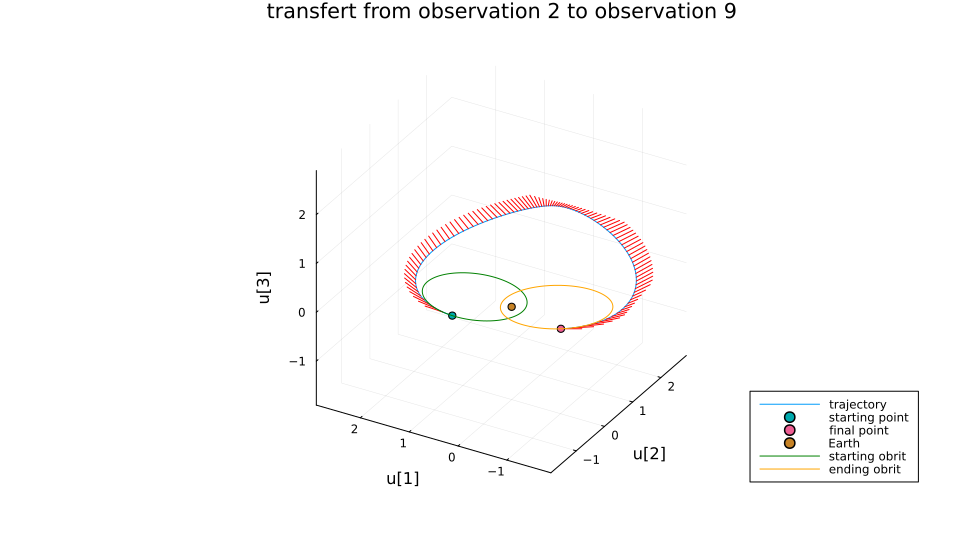 transfert from observation 2 to observation 9
u[3]
2
1
0
−1
2
1
0
−1
u[1]
2
1
0
−1
u[2]
trajectory
starting point
final point
Earth
starting obrit
ending obrit